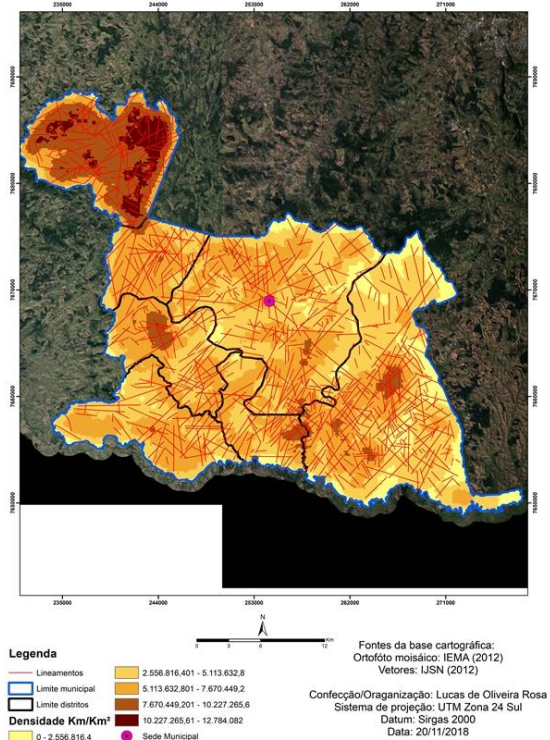 235000 244000 253000 262000 271000
7690000
7680000
7670000
7660000
7650000
235000 244000 253000 262000 271000
N
0 3 6 12
Km
Legenda
Lineamentos
Limite municipal
Limite distritos
Densidade Km/Km²
0 - 2.556.816,4
2.556.816,401 - 5.113.632,8
5.113.632,801 - 7.670.449,2
7.670.449,201 - 10.227.265,6
10.227.265,61 - 12.784.082
Sede Municipal
Fontes da base cartográfica:
Ortofóto moisáico: IEMA (2012)
Vetores: IJSN (2012)
Confecção/Oraganização: Lucas de Oliveira Rosa
Sistema de projeção: UTM Zona 24 Sul
Datum: Sirgas 2000
Data: 20/11/2018